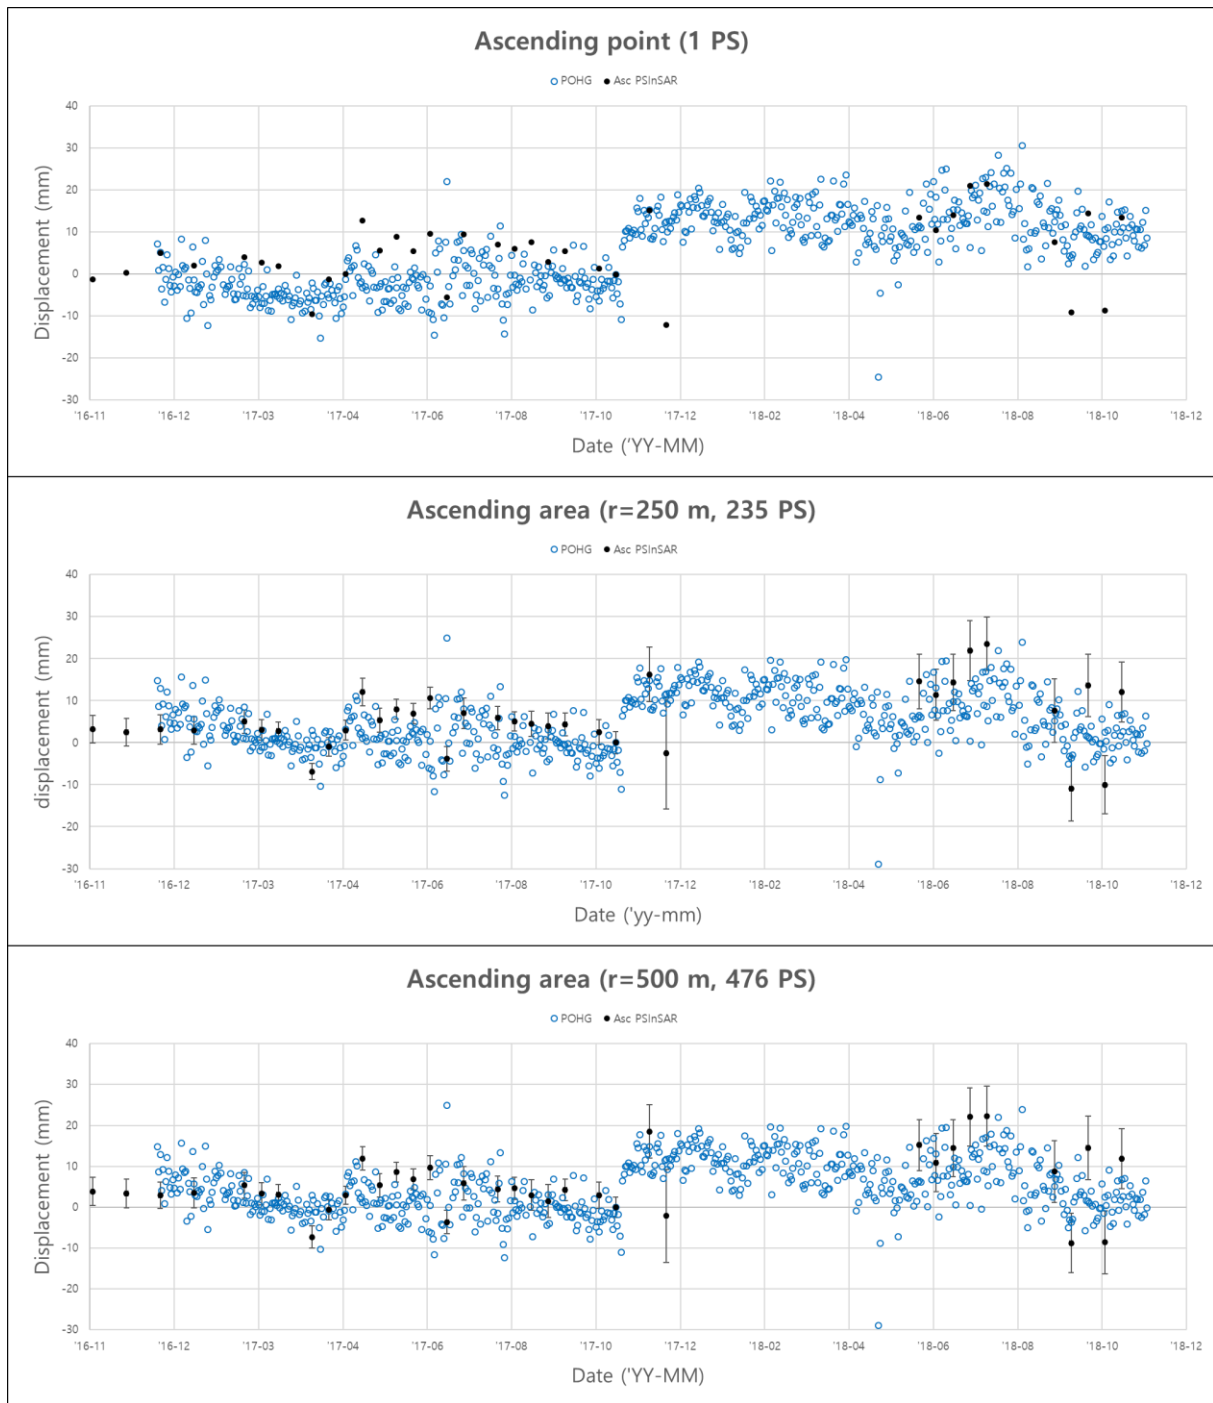 Ascending point (1 PS)
POHG Asc PSInSAR
40
30
20
10
0
-10
-20
-30
Displacement (mm)
'16-11 '16-12 '17-03 '17-04 '17-06 '17-08 '17-10 '17-12 '18-02 '18-04 '18-06 '18-08 '18-10 '18-12
Date ('YY-MM)
Ascending area (r=250 m, 235 PS)
POHG Asc PSInSAR
40
30
20
10
0
-10
-20
-30
displacement (mm)
'16-11 '16-12 '17-03 '17-04 '17-06 '17-08 '17-10 '17-12 '18-02 '18-04 '18-06 '18-08 '18-10 '18-12
Date ('yy-mm)
Ascending area (r=500 m, 476 PS)
POHG Asc PSInSAR
40
30
20
10
0
-10
-20
-30
Displacement (mm)
'16-11 '16-12 '17-03 '17-04 '17-06 '17-08 '17-10 '17-12 '18-02 '18-04 '18-06 '18-08 '18-10 '18-12
Date ('YY-MM)